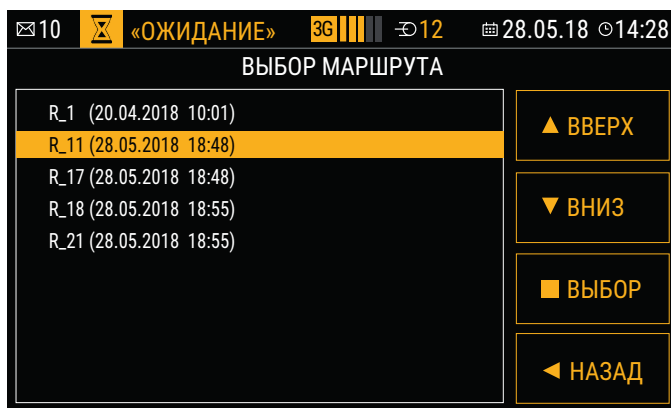 10 «ОЖИДАНИЕ» 3G 12 28.05.18 14:28
ВЫБОР МАРШРУТА
R_1 (20.04.2018 10:01)
R_11 (28.05.2018 18:48)
R_17 (28.05.2018 18:48)
R_18 (28.05.2018 18:55)
R_21 (28.05.2018 18:55)
ВВЕРХ
ВНИЗ
ВЫБОР
НАЗАД